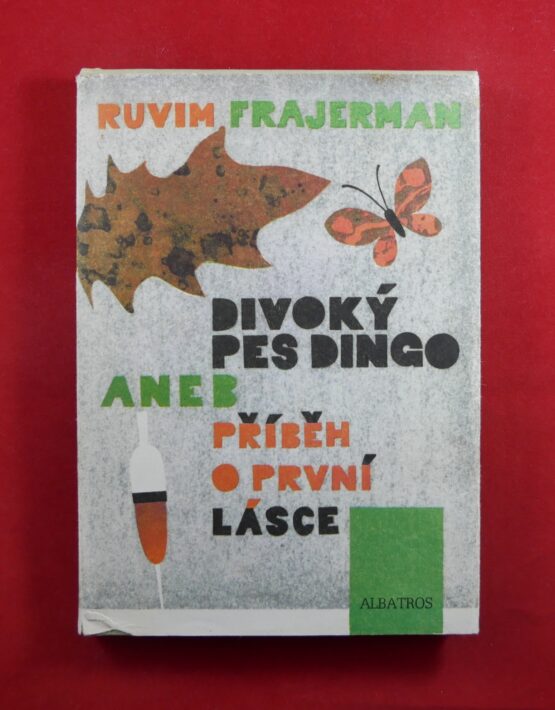 RUVIM FRAJERMAN
DIVOKÝ
PES DINGO
ANEB
PŘÍBĚH
O PRVNÍ
LÁSCE
ALBATROS